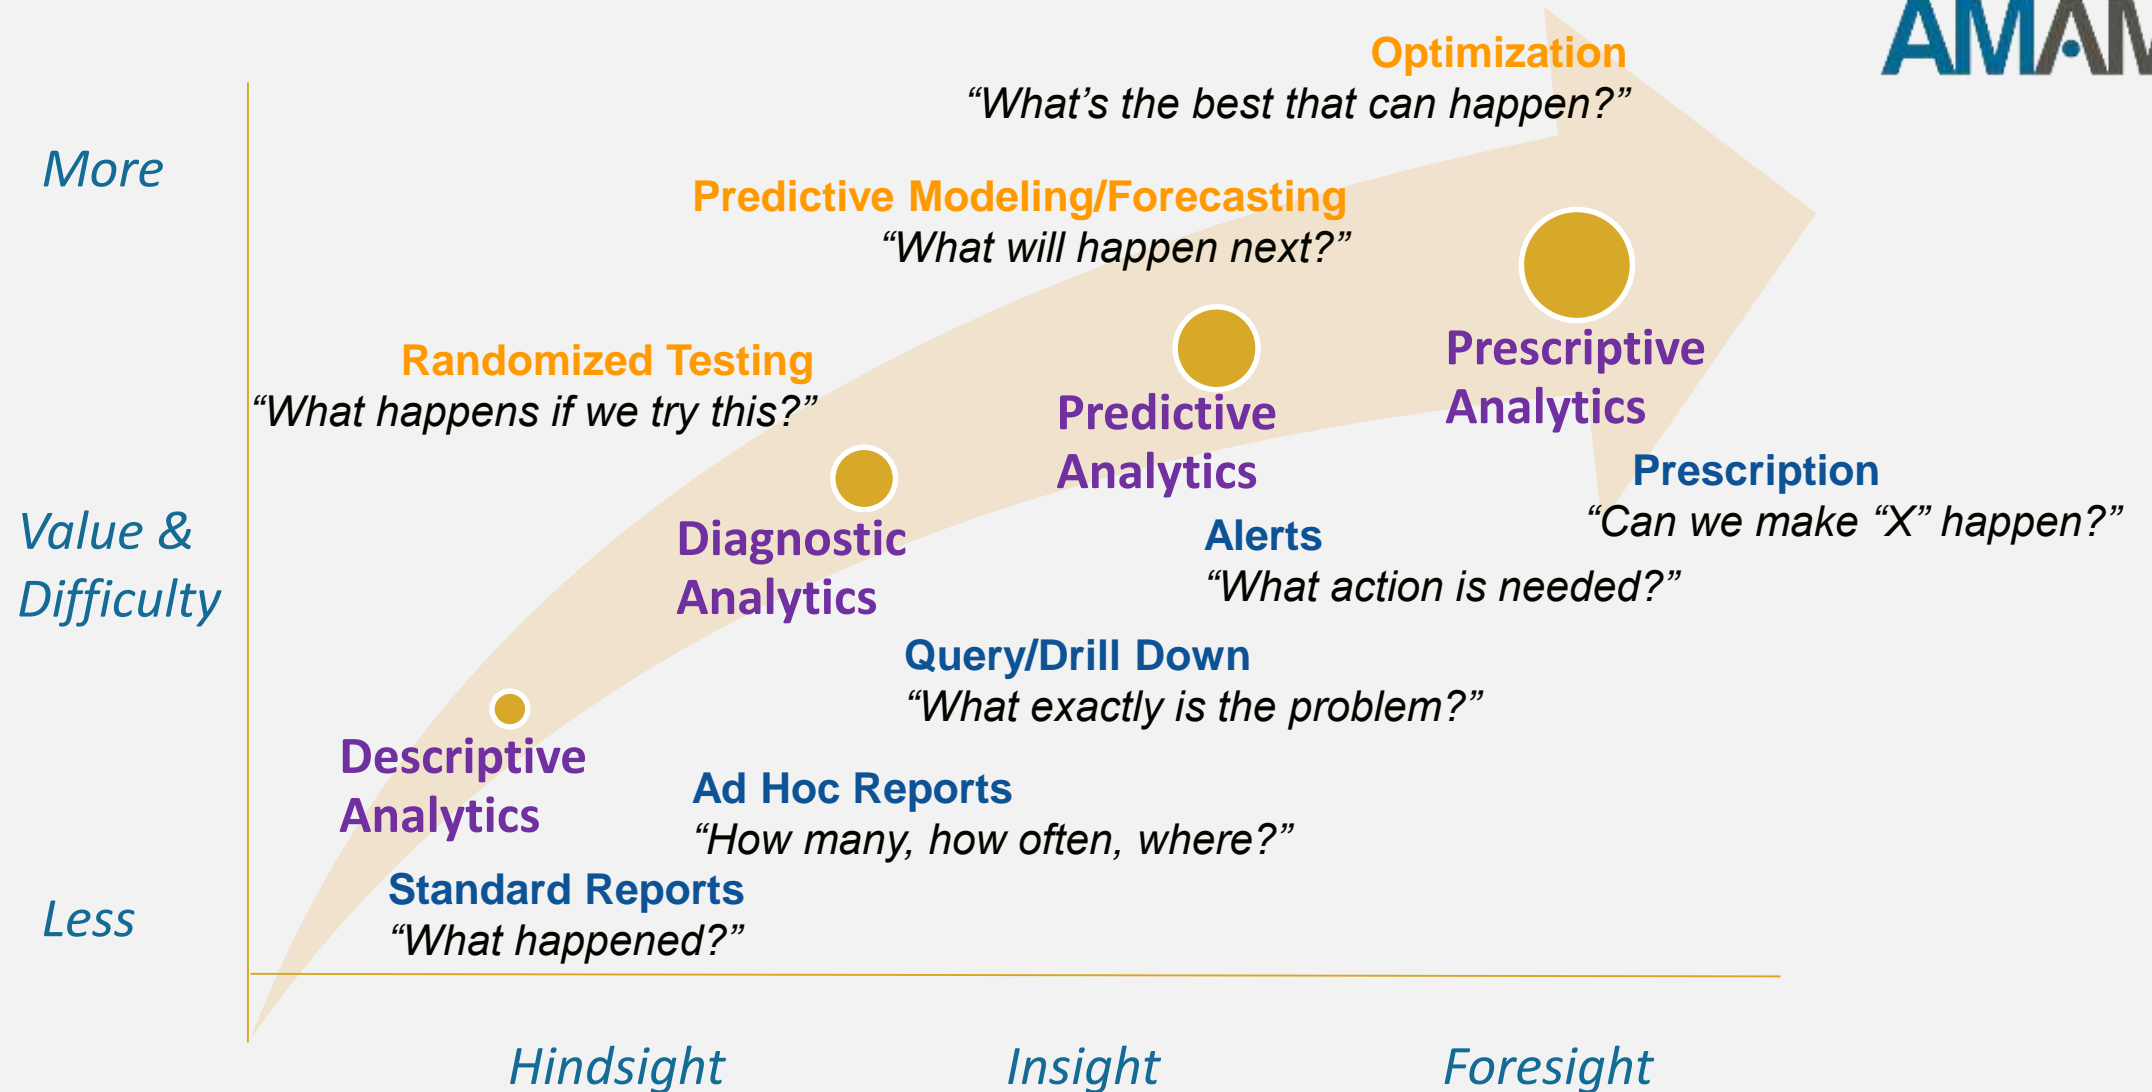 AMAM
Optimization
“What’s the best that can happen?”
More
Predictive Modeling/Forecasting
“What will happen next?”
Randomized Testing
“What happens if we try this?”
Prescriptive
Analytics
Predictive
Analytics
Prescription
“Can we make “X” happen?”
Value &
Difficulty
Diagnostic
Analytics
Alerts
“What action is needed?”
Query/Drill Down
“What exactly is the problem?”
Descriptive
Analytics
Ad Hoc Reports
“How many, how often, where?”
Standard Reports
“What happened?”
Less
Hindsight
Insight
Foresight